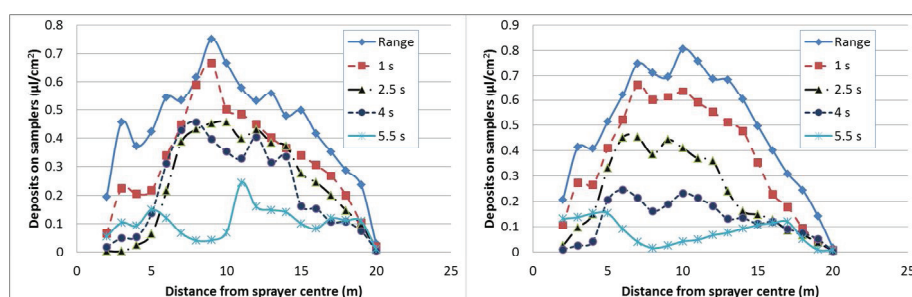 0.8
0.7
0.6
0.5
0.4
0.3
0.2
0.1
0
Deposits on samplers (µl/cm²)
0 5 10 15 20 25
Distance from sprayer centre (m)
Range
1 s
2.5 s
4 s
5.5 s
0.9
0.8
0.7
0.6
0.5
0.4
0.3
0.2
0.1
0
Deposits on samplers (µl/cm²)
0 5 10 15 20 25
Distance from sprayer centre (m)
Range
1 s
2.5 s
4 s
5.5 s